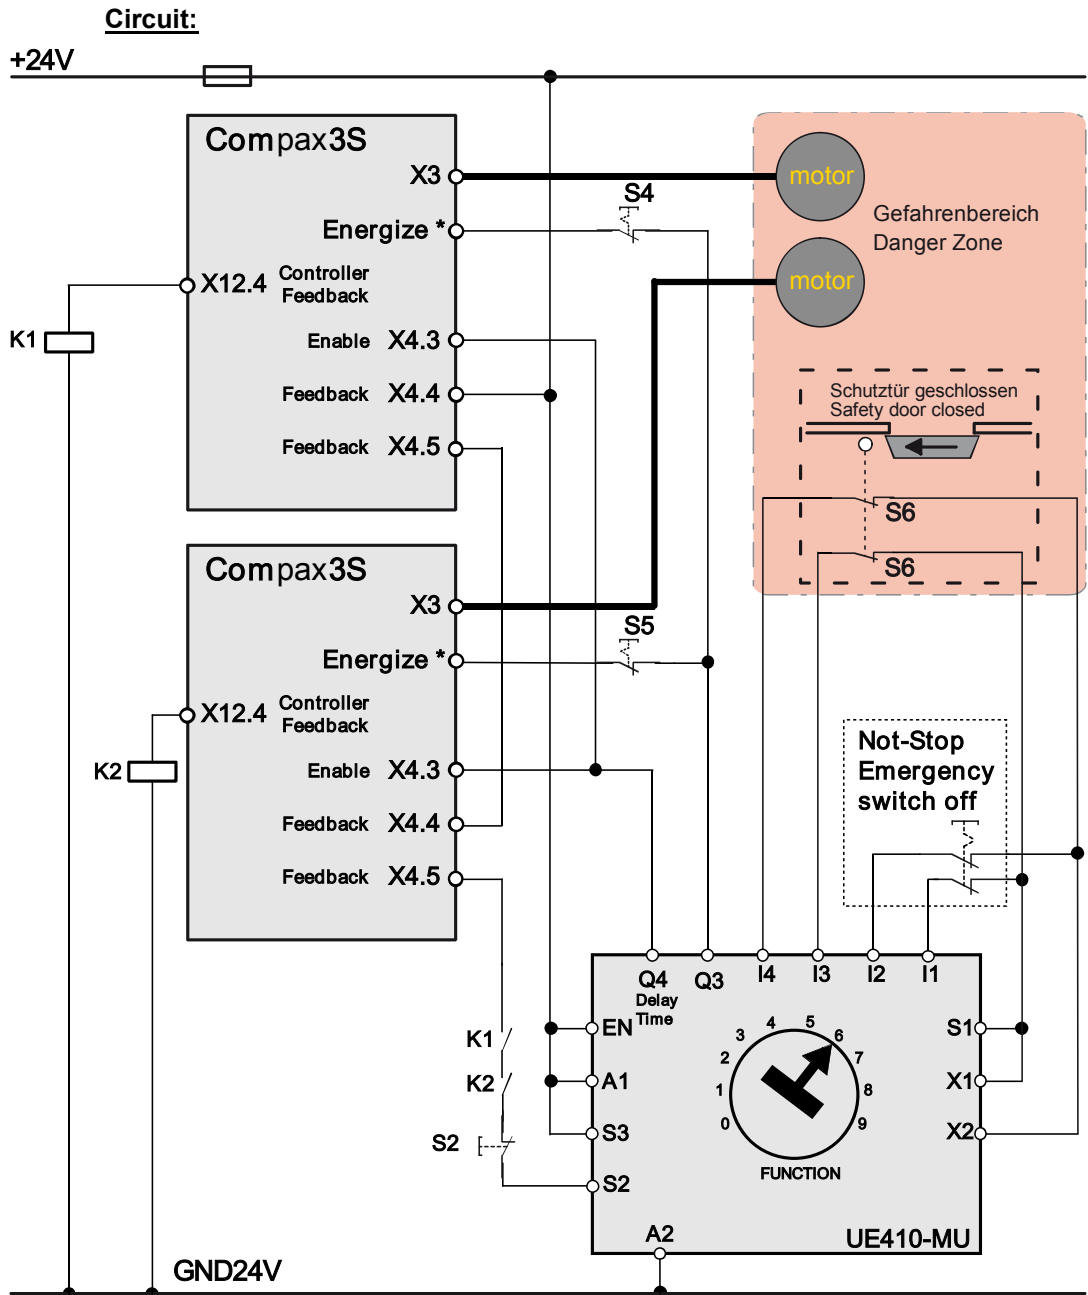 Circuit:
+24V
Compax3S
X3
Energize *
X12.4 Controller
Feedback
Enable X4.3
Feedback X4.4
Feedback X4.5
K1
S4
motor
motor
Gefahrenbereich
Danger Zone
Schutztür geschlossen
Safety door closed
S6
S6
Compax3S
X3
Energize *
X12.4 Controller
Feedback
Enable X4.3
Feedback X4.4
Feedback X4.5
K2
S5
Not-Stop
Emergency
switch off
K1
K2
S2
Q4
Delay
Time
Q3
I4
I3
I2
I1
EN
A1
S3
S2
S1
X1
X2
0
1
2
3
4
5
6
7
8
9
FUNCTION
A2
UE410-MU
GND24V